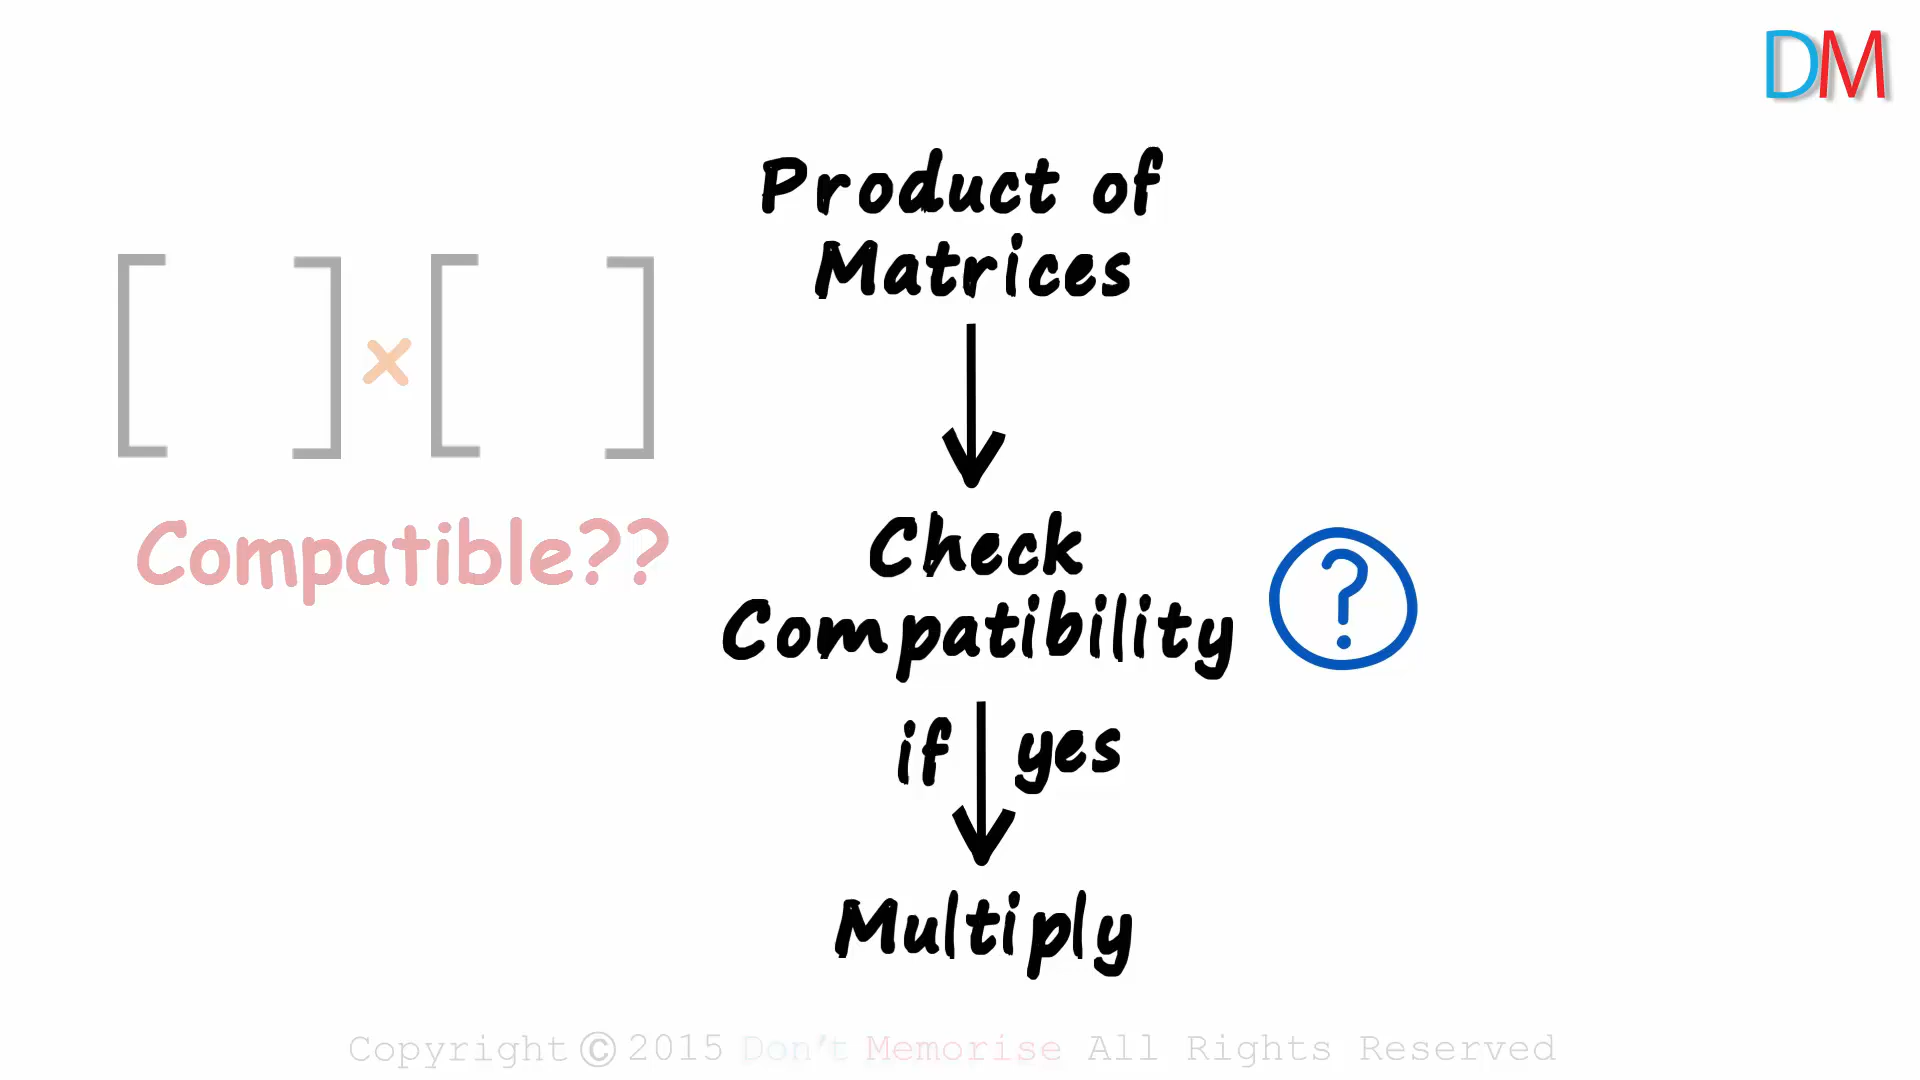 DM
Product of
Matrices
[ ] × [ ]
Compatible??
Check
Compatibility
?
if yes
Multiply
Copyright © 2015 Don't Memorise All Rights Reserved